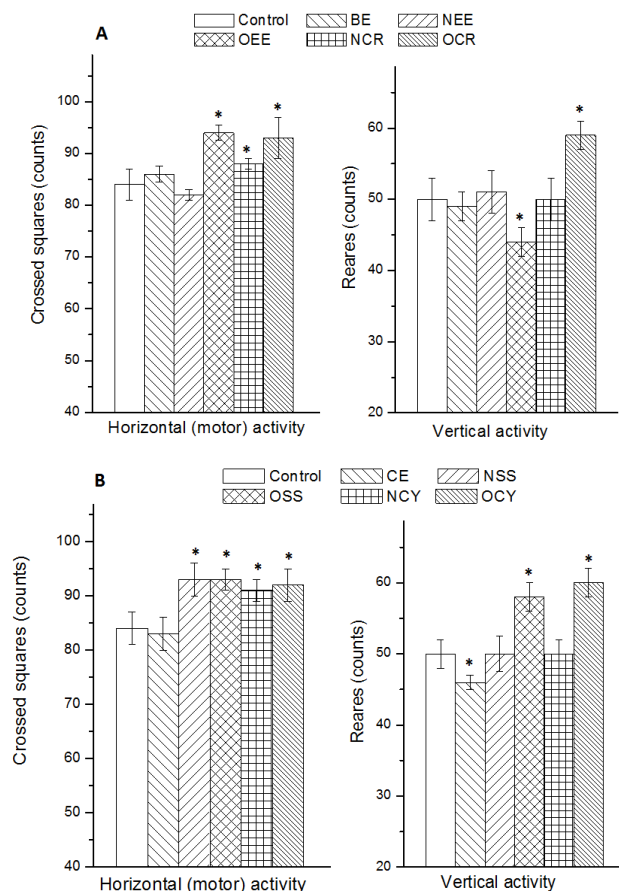 A
Control BE NEE
OEE NCR OCR
Crossed squares (counts)
100
90
80
70
60
50
40
* * *
Horizontal (motor) activity
Reares (counts)
60
50
40
30
20
* *
Vertical activity
B
Control CE NSS
OSS NCY OCY
Crossed squares (counts)
100
90
80
70
60
50
40
* * * *
Horizontal (motor) activity
Reares (counts)
60
50
40
30
20
* * *
Vertical activity